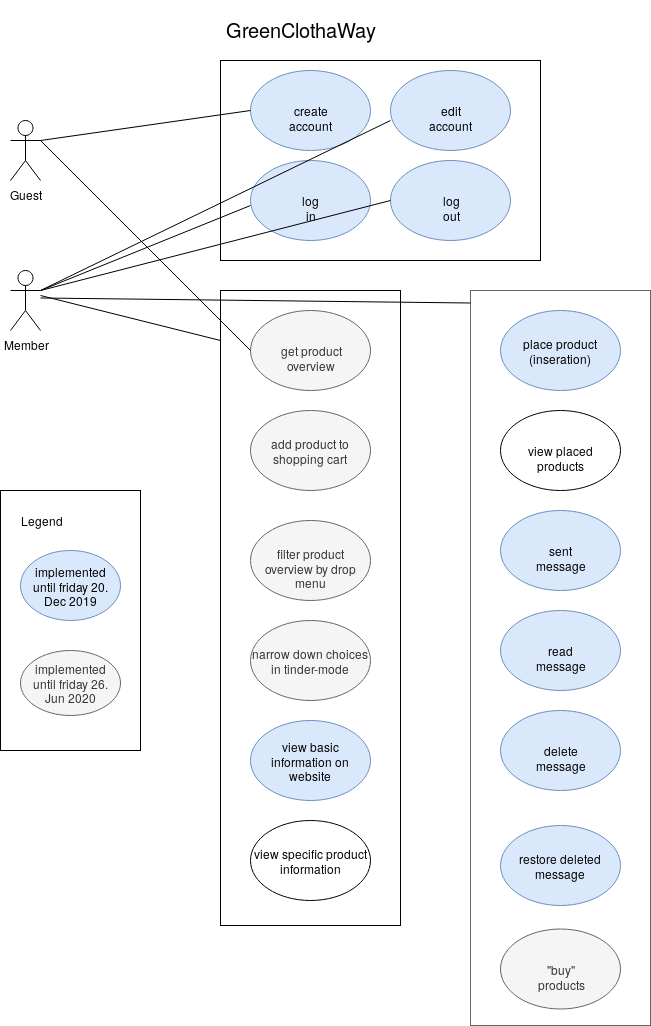 GreenClothaWay
create
account
edit
account
log
in
log
out
Guest
Member
get product
overview
add product to
shopping cart
filter product
overview by drop
menu
narrow down choices
in tinder-mode
view basic
information on
website
view specific product
information
place product
(inseration)
view placed
products
sent
message
read
message
delete
message
restore deleted
message
"buy"
products
Legend
implemented
until friday 20.
Dec 2019
implemented
until friday 26.
Jun 2020